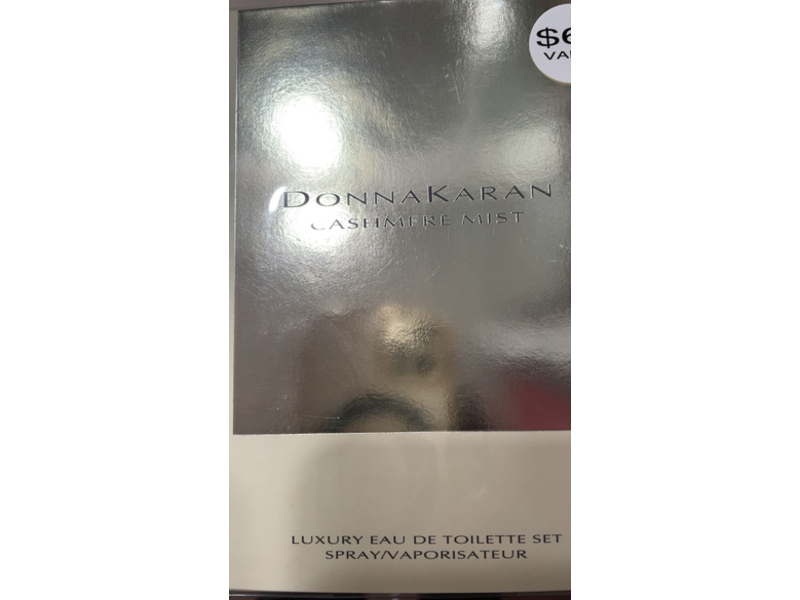 DONNAKARAN
CASHMERE MIST
LUXURY EAU DE TOILETTE SET
SPRAY/VAPORISATEUR